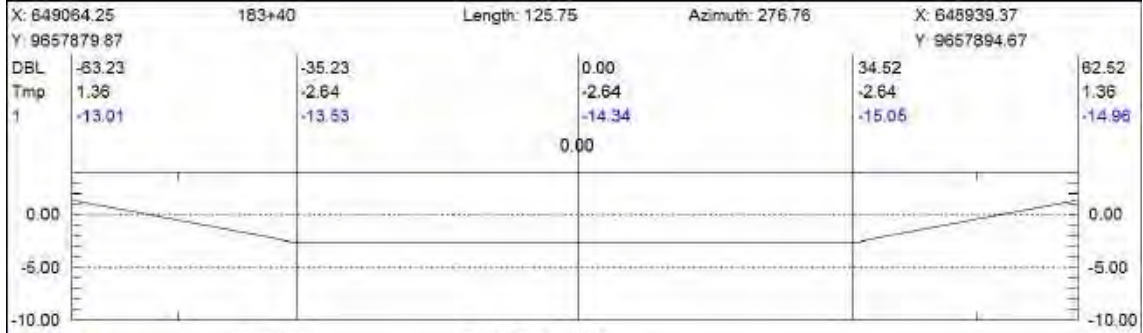 X: 649064.25 183+40 Length: 125.75 Azimuth: 276.76 X: 648939.37
Y: 9657879.87 Y: 9657894.67
DBL -63.23 -35.23 0.00 34.52 62.52
Tmp 1.36 -2.64 -2.64 -2.64 1.36
1 -13.01 -13.53 -14.34 -15.05 -14.96
0.00
0.00 0.00
-5.00 -5.00
-10.00 -10.00